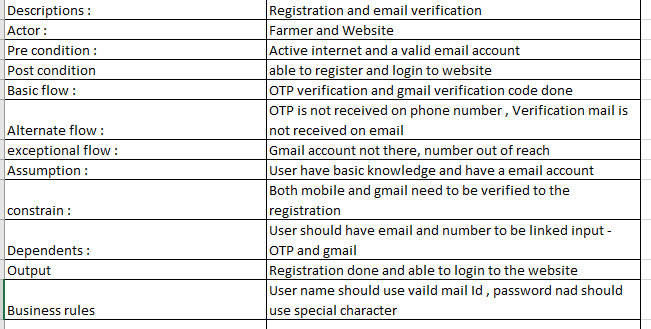 Descriptions : Registration and email verification
Actor : Farmer and Website
Pre condition : Active internet and a valid email account
Post condition able to register and login to website
Basic flow : OTP verification and gmail verification code done
OTP is not received on phone number , Verification mail is
Alternate flow : not received on email
exceptional flow : Gmail account not there, number out of reach
Assumption : User have basic knowledge and have a email account
Both mobile and gmail need to be verified to the
constrain : registration
User should have email and number to be linked input -
Dependents : OTP and gmail
Output Registration done and able to login to the website
User name should use vaild mail Id , password nad should
Business rules use special character